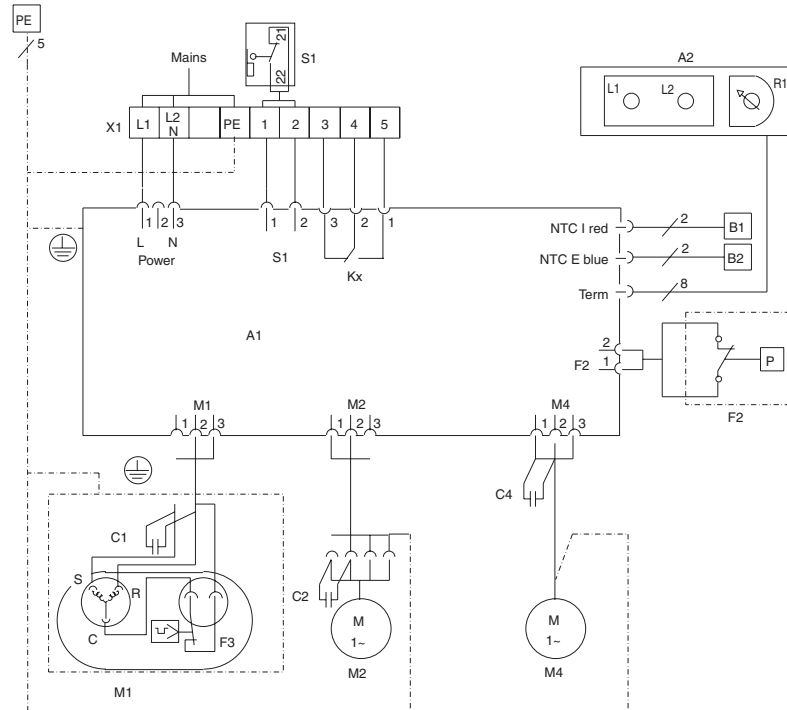 PE
5
Mains
21
22
S1
A2
L1
L2
R1
X1
L1
L2
N
PE
1
2
3
4
5
1
2
3
1
2
3
2
1
L
N
Power
S1
Kx
NTC I red
2
B1
NTC E blue
2
B2
Term
8
A1
F2
2
1
P
F2
M1
1
2
3
M2
1
2
3
M4
1
2
3
C1
C4
S
R
C
F3
C2
M
1~
M
1~
M1
M2
M4